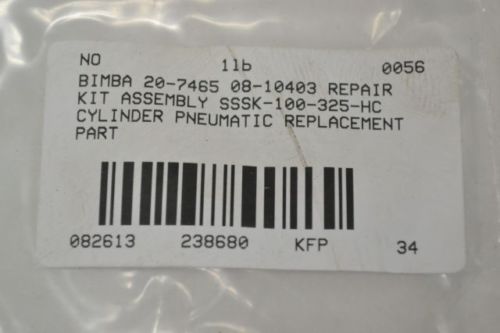 NO 1lb 0056
BIMBA 20-7465 08-10403 REPAIR
KIT ASSEMBLY SSSK-100-325-HC
CYLINDER PNEUMATIC REPLACEMENT
PART
082613 238680 KFP 34